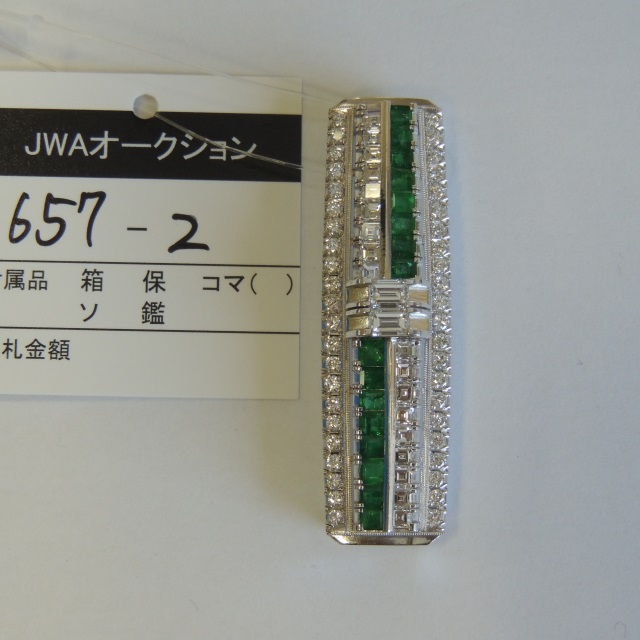 JWAオークション
657-2
属品 箱 保 コマ( )
ソ 鑑
札金額